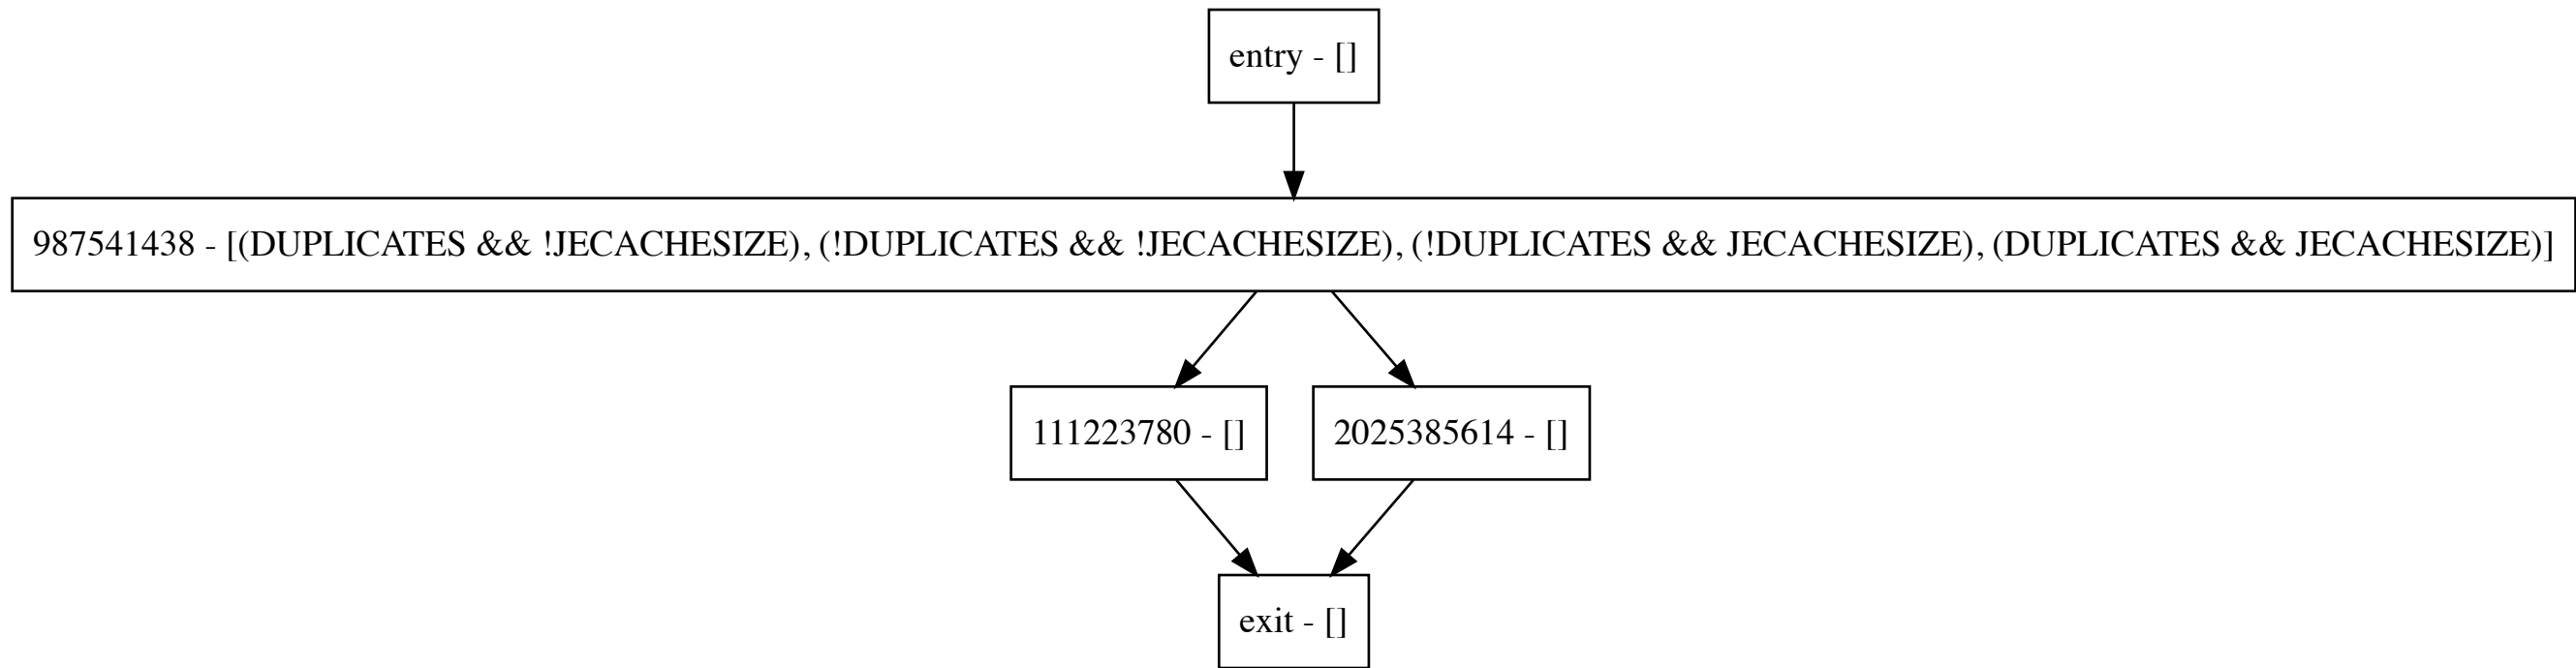 entry - []
987541438 - [(DUPLICATES && !JECACHESIZE), (!DUPLICATES && !JECACHESIZE), (!DUPLICATES && JECACHESIZE), (DUPLICATES && JECACHESIZE)]
111223780 - []
2025385614 - []
exit - []